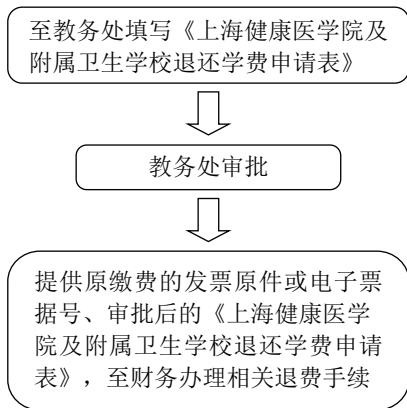 至教务处填写《上海健康医学院及
附属卫生学校退还学费申请表》
教务处审批
提供原缴费的发票原件或电子票
据号、审批后的《上海健康医学
院及附属卫生学校退还学费申请
表》，至财务办理相关退费手续